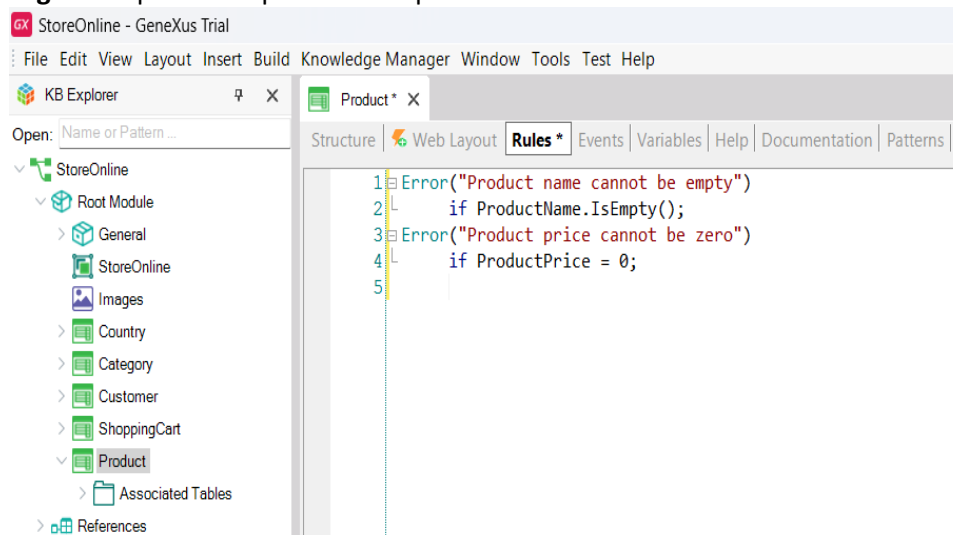 StoreOnline - GeneXus Trial
File Edit View Layout Insert Build Knowledge Manager Window Tools Test Help
KB Explorer
Product* X
Open: Name or Pattern ...
Structure Web Layout Rules * Events Variables Help Documentation Patterns
StoreOnline
Root Module
General
StoreOnline
Images
Country
Category
Customer
ShoppingCart
Product
Associated Tables
References
1 Error("Product name cannot be empty")
2 if ProductName.IsEmpty();
3 Error("Product price cannot be zero")
4 if ProductPrice = 0;
5